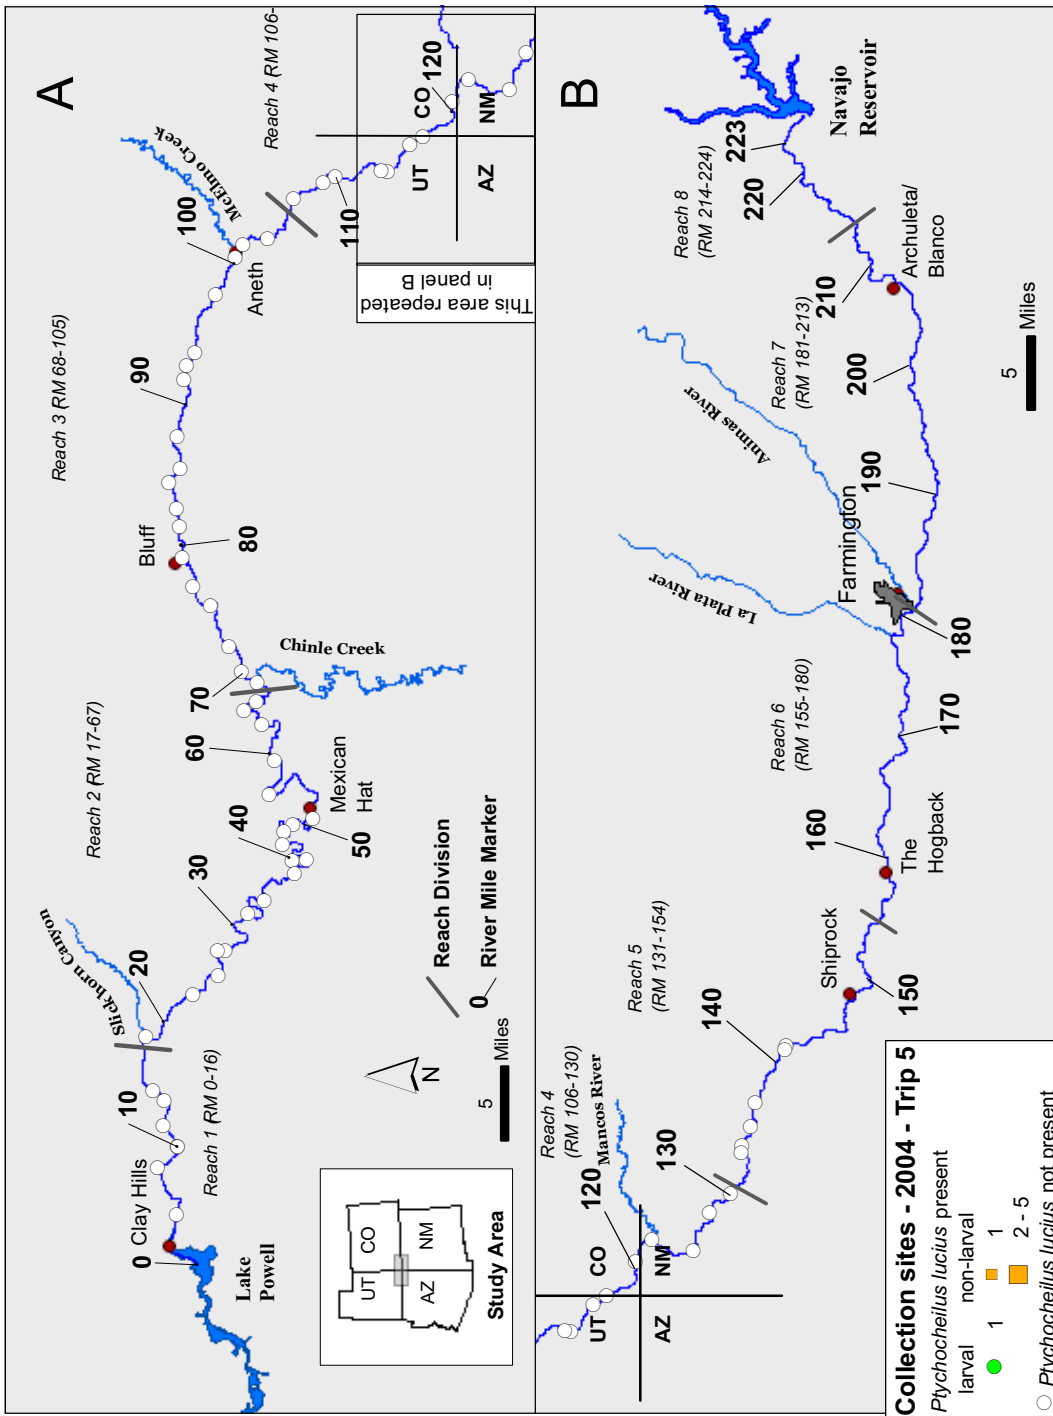 A
Reach 1 (RM 0-16)
Reach 2 (RM 17-67)
Reach 3 (RM 68-105)
Reach 4 (RM 106-
Clay Hills
Lake
Powell
Slickhorn Canyon
Mexican
Hat
Chinle Creek
Bluff
Aneth
McElmo Creek
0
10
20
30
40
50
60
70
80
90
100
110
120
UT
CO
AZ
NM
This area repeated
in panel B
Reach Division
0
River Mile Marker
N
5
Miles
UT
CO
AZ
NM
Study Area
B
Reach 4
(RM 106-130)
Mancos River
Reach 5
(RM 131-154)
Reach 6
(RM 155-180)
Reach 7
(RM 181-213)
Reach 8
(RM 214-224)
UT
CO
AZ
NM
120
130
140
150
160
170
180
190
200
210
220
223
Shiprock
The
Hogback
La Plata River
Farmington
Animas River
Archuleta/
Blanco
Navajo
Reservoir
5
Miles
Collection sites - 2004 - Trip 5
Ptychocheilus lucius present
larval non-larval
1 1
2 - 5
Ptychocheilus lucius not present